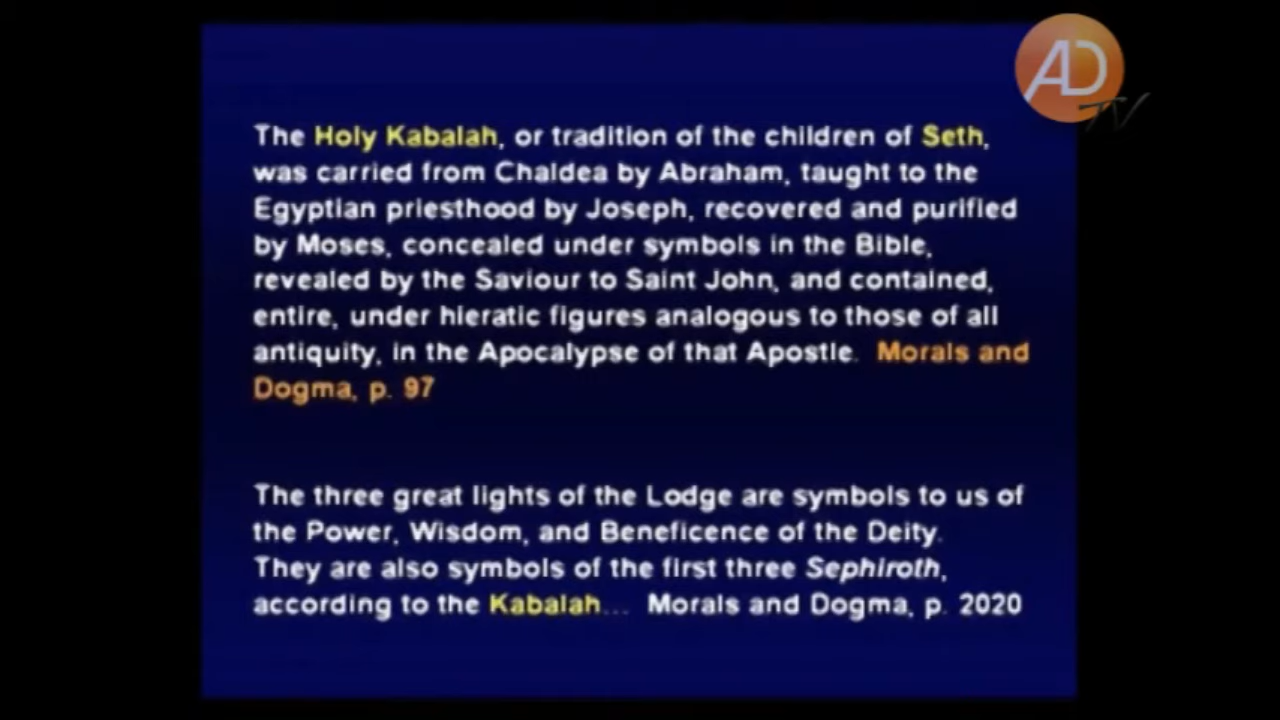 AD
TV
The Holy Kabalah, or tradition of the children of Seth,
was carried from Chaldea by Abraham, taught to the
Egyptian priesthood by Joseph, recovered and purified
by Moses, concealed under symbols in the Bible,
revealed by the Saviour to Saint John, and contained,
entire, under hieratic figures analogous to those of all
antiquity, in the Apocalypse of that Apostle. Morals and
Dogma, p. 97
The three great lights of the Lodge are symbols to us of
the Power, Wisdom, and Beneficence of the Deity.
They are also symbols of the first three Sephiroth,
according to the Kabalah... Morals and Dogma, p. 2020